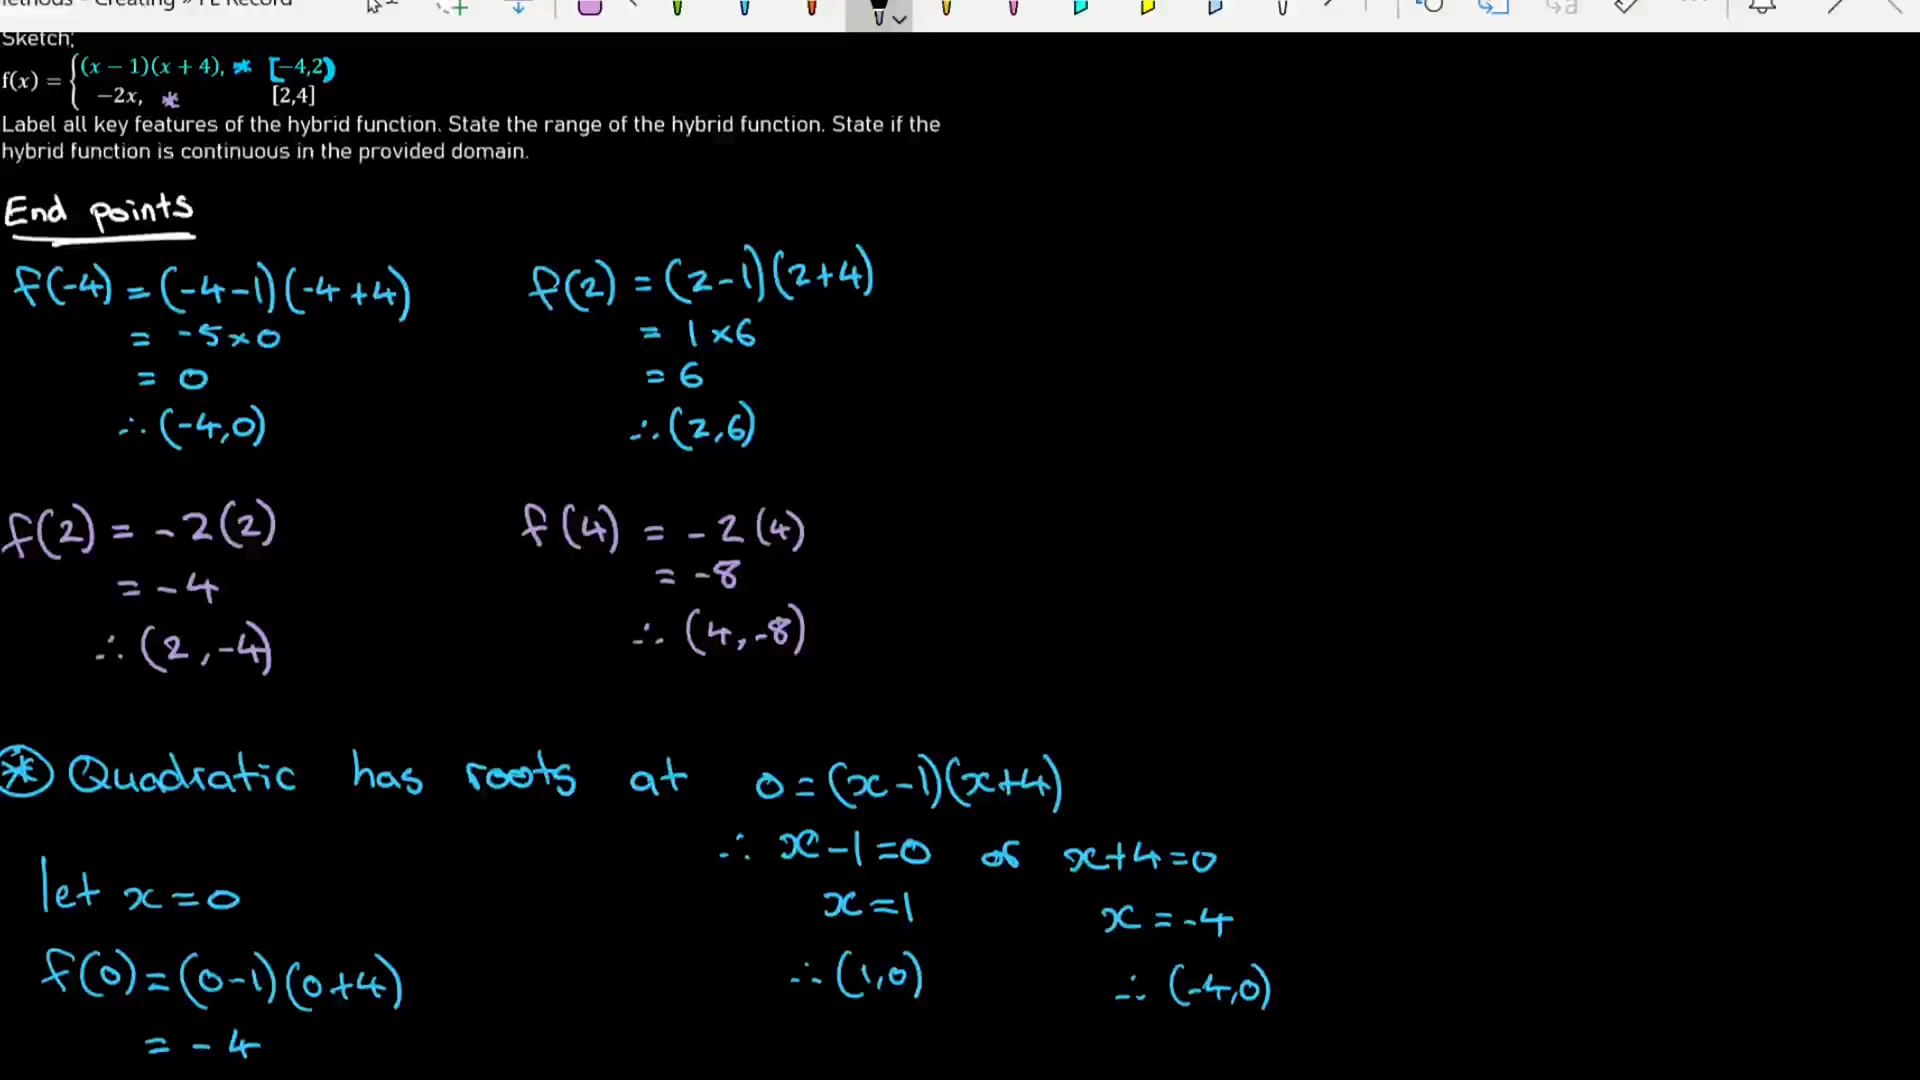 Sketch;
f(x) = {(x − 1)(x + 4), * [−4,2)
−2x, * [2,4]
Label all key features of the hybrid function. State the range of the hybrid function. State if the
hybrid function is continuous in the provided domain.
End points
f(-4) = (-4-1)(-4+4)
= -5×0
= 0
∴ (-4,0)
f(2) = (2-1)(2+4)
= 1×6
= 6
∴ (2,6)
f(2) = -2(2)
= -4
∴ (2,-4)
f(4) = -2(4)
= -8
∴ (4,-8)
* Quadratic has roots at 0=(x-1)(x+4)
∴ x-1=0 or x+4=0
x=1 x=-4
∴ (1,0) ∴ (-4,0)
let x=0
f(0)=(0-1)(0+4)
= -4